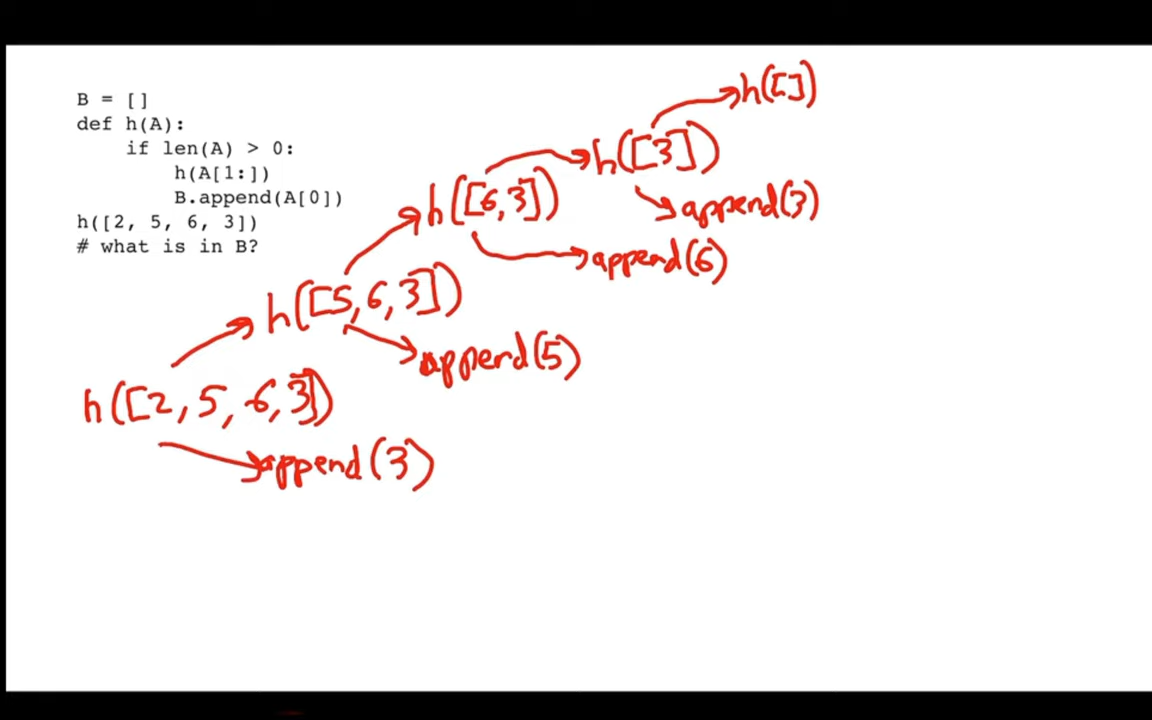 B = []
def h(A):
    if len(A) > 0:
        h(A[1:])
        B.append(A[0])
h([2, 5, 6, 3])
# what is in B?
h([])
h([3])
append(3)
h([6,3])
append(6)
h([5,6,3])
append(5)
h([2,5,6,3])
append(3)